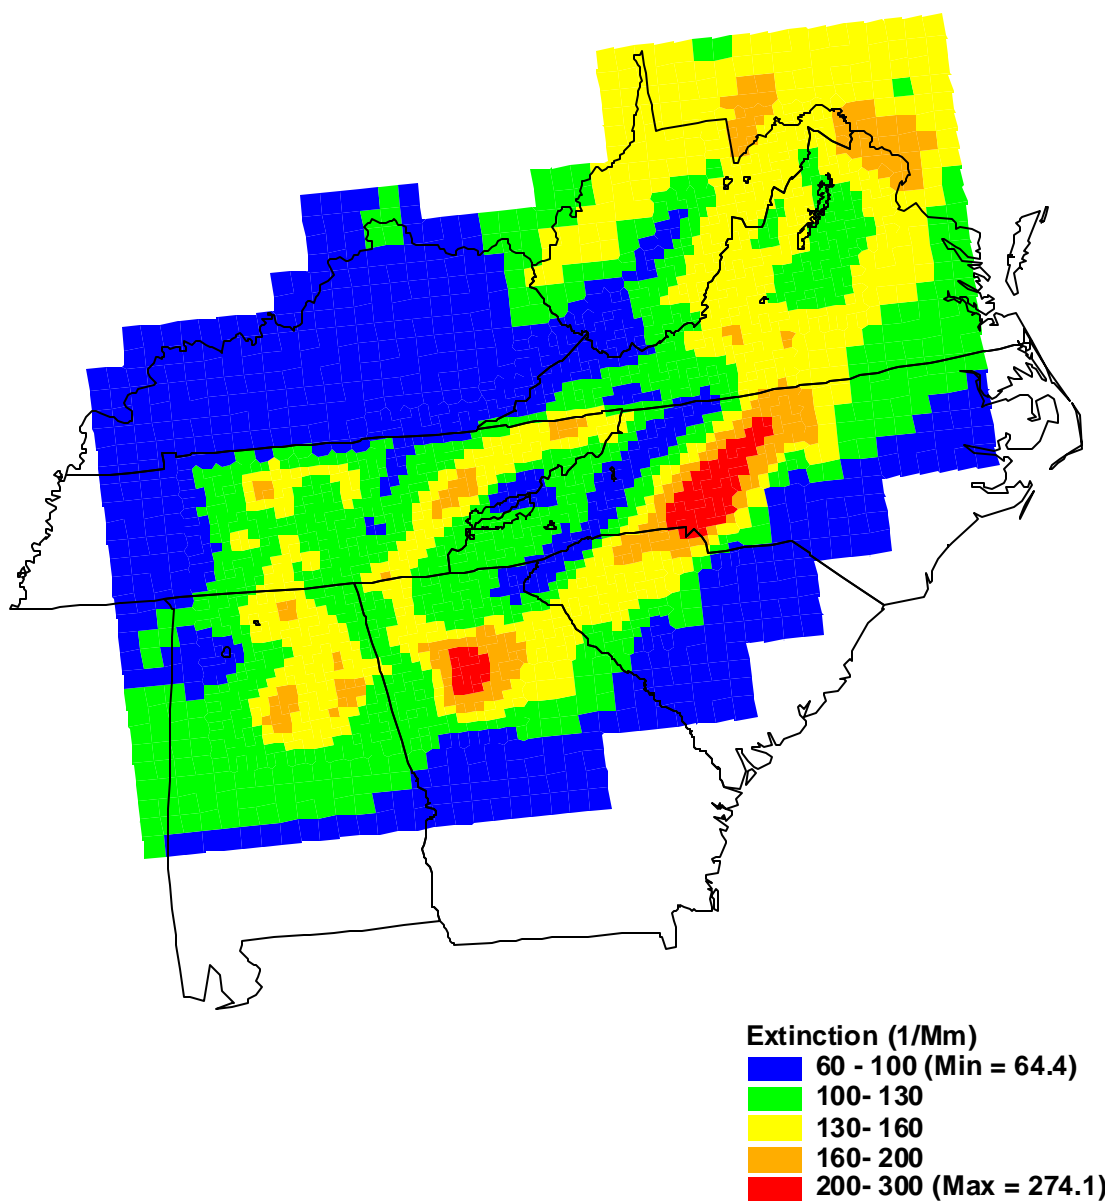 Extinction (1/Mm)
60 - 100 (Min = 64.4)
100- 130
130- 160
160- 200
200- 300 (Max = 274.1)